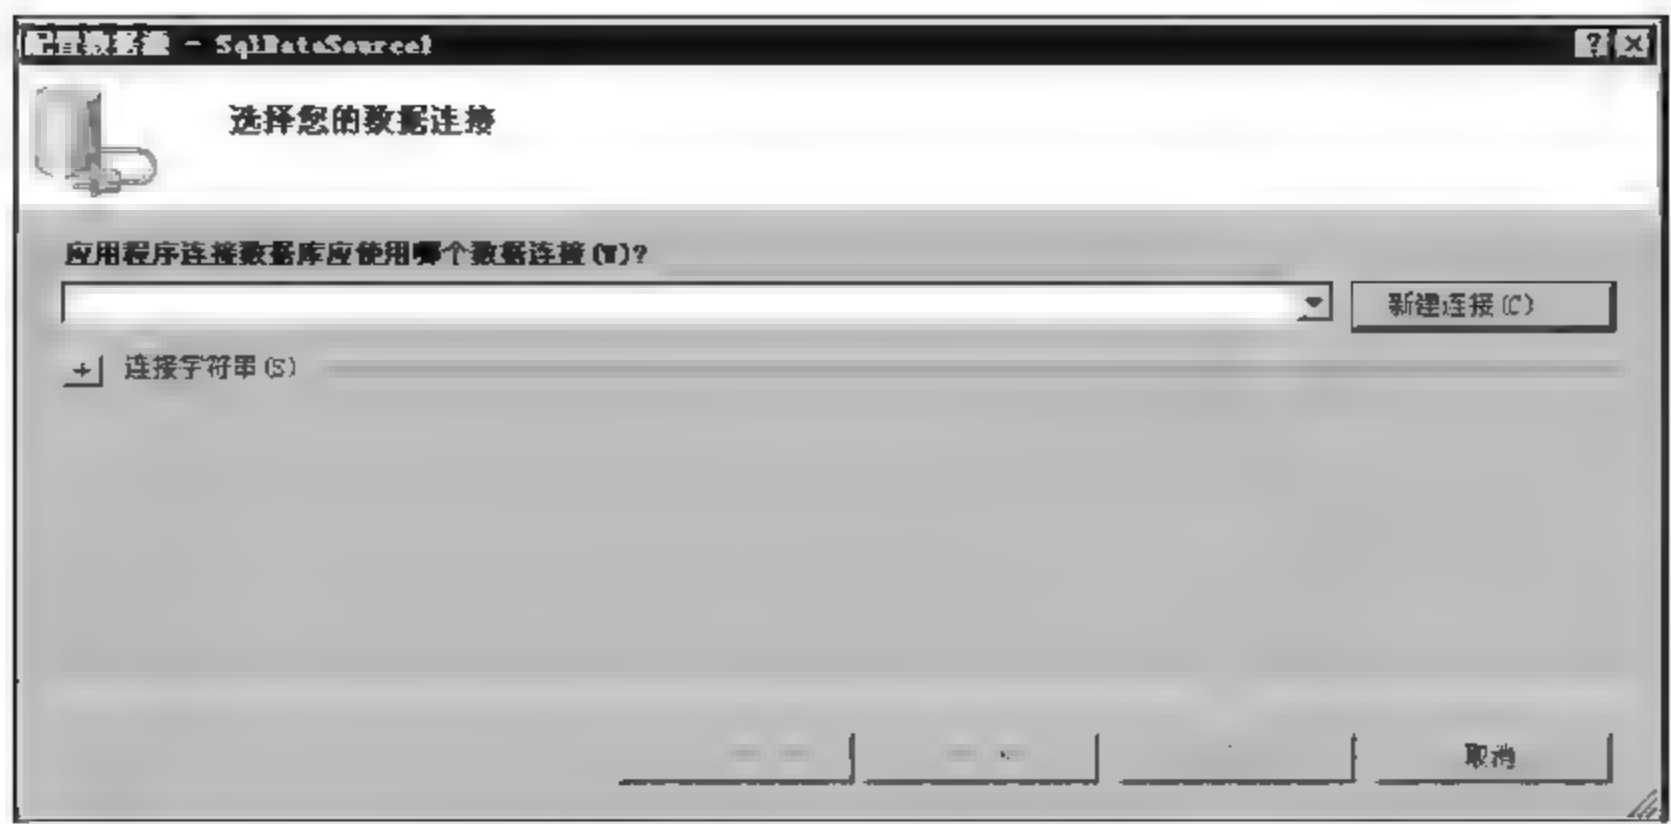 配置数据源 - SqlDataSource1
选择您的数据连接
应用程序连接数据库应使用哪个数据连接(W)?
新建连接(C)
+ 连接字符串(S)
取消